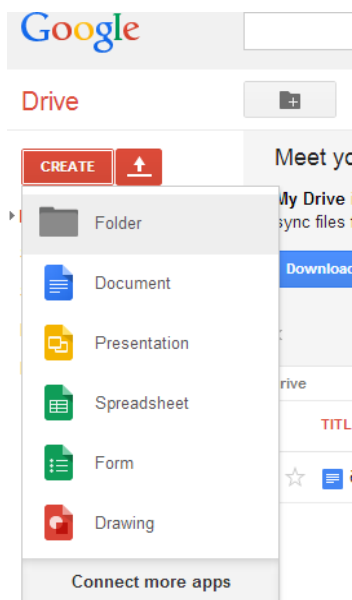 Google
Drive
CREATE
Meet yo
My Drive i
sync files f
Folder
Document
Download
Presentation
Spreadsheet
rive
TITL
Form
Drawing
Connect more apps